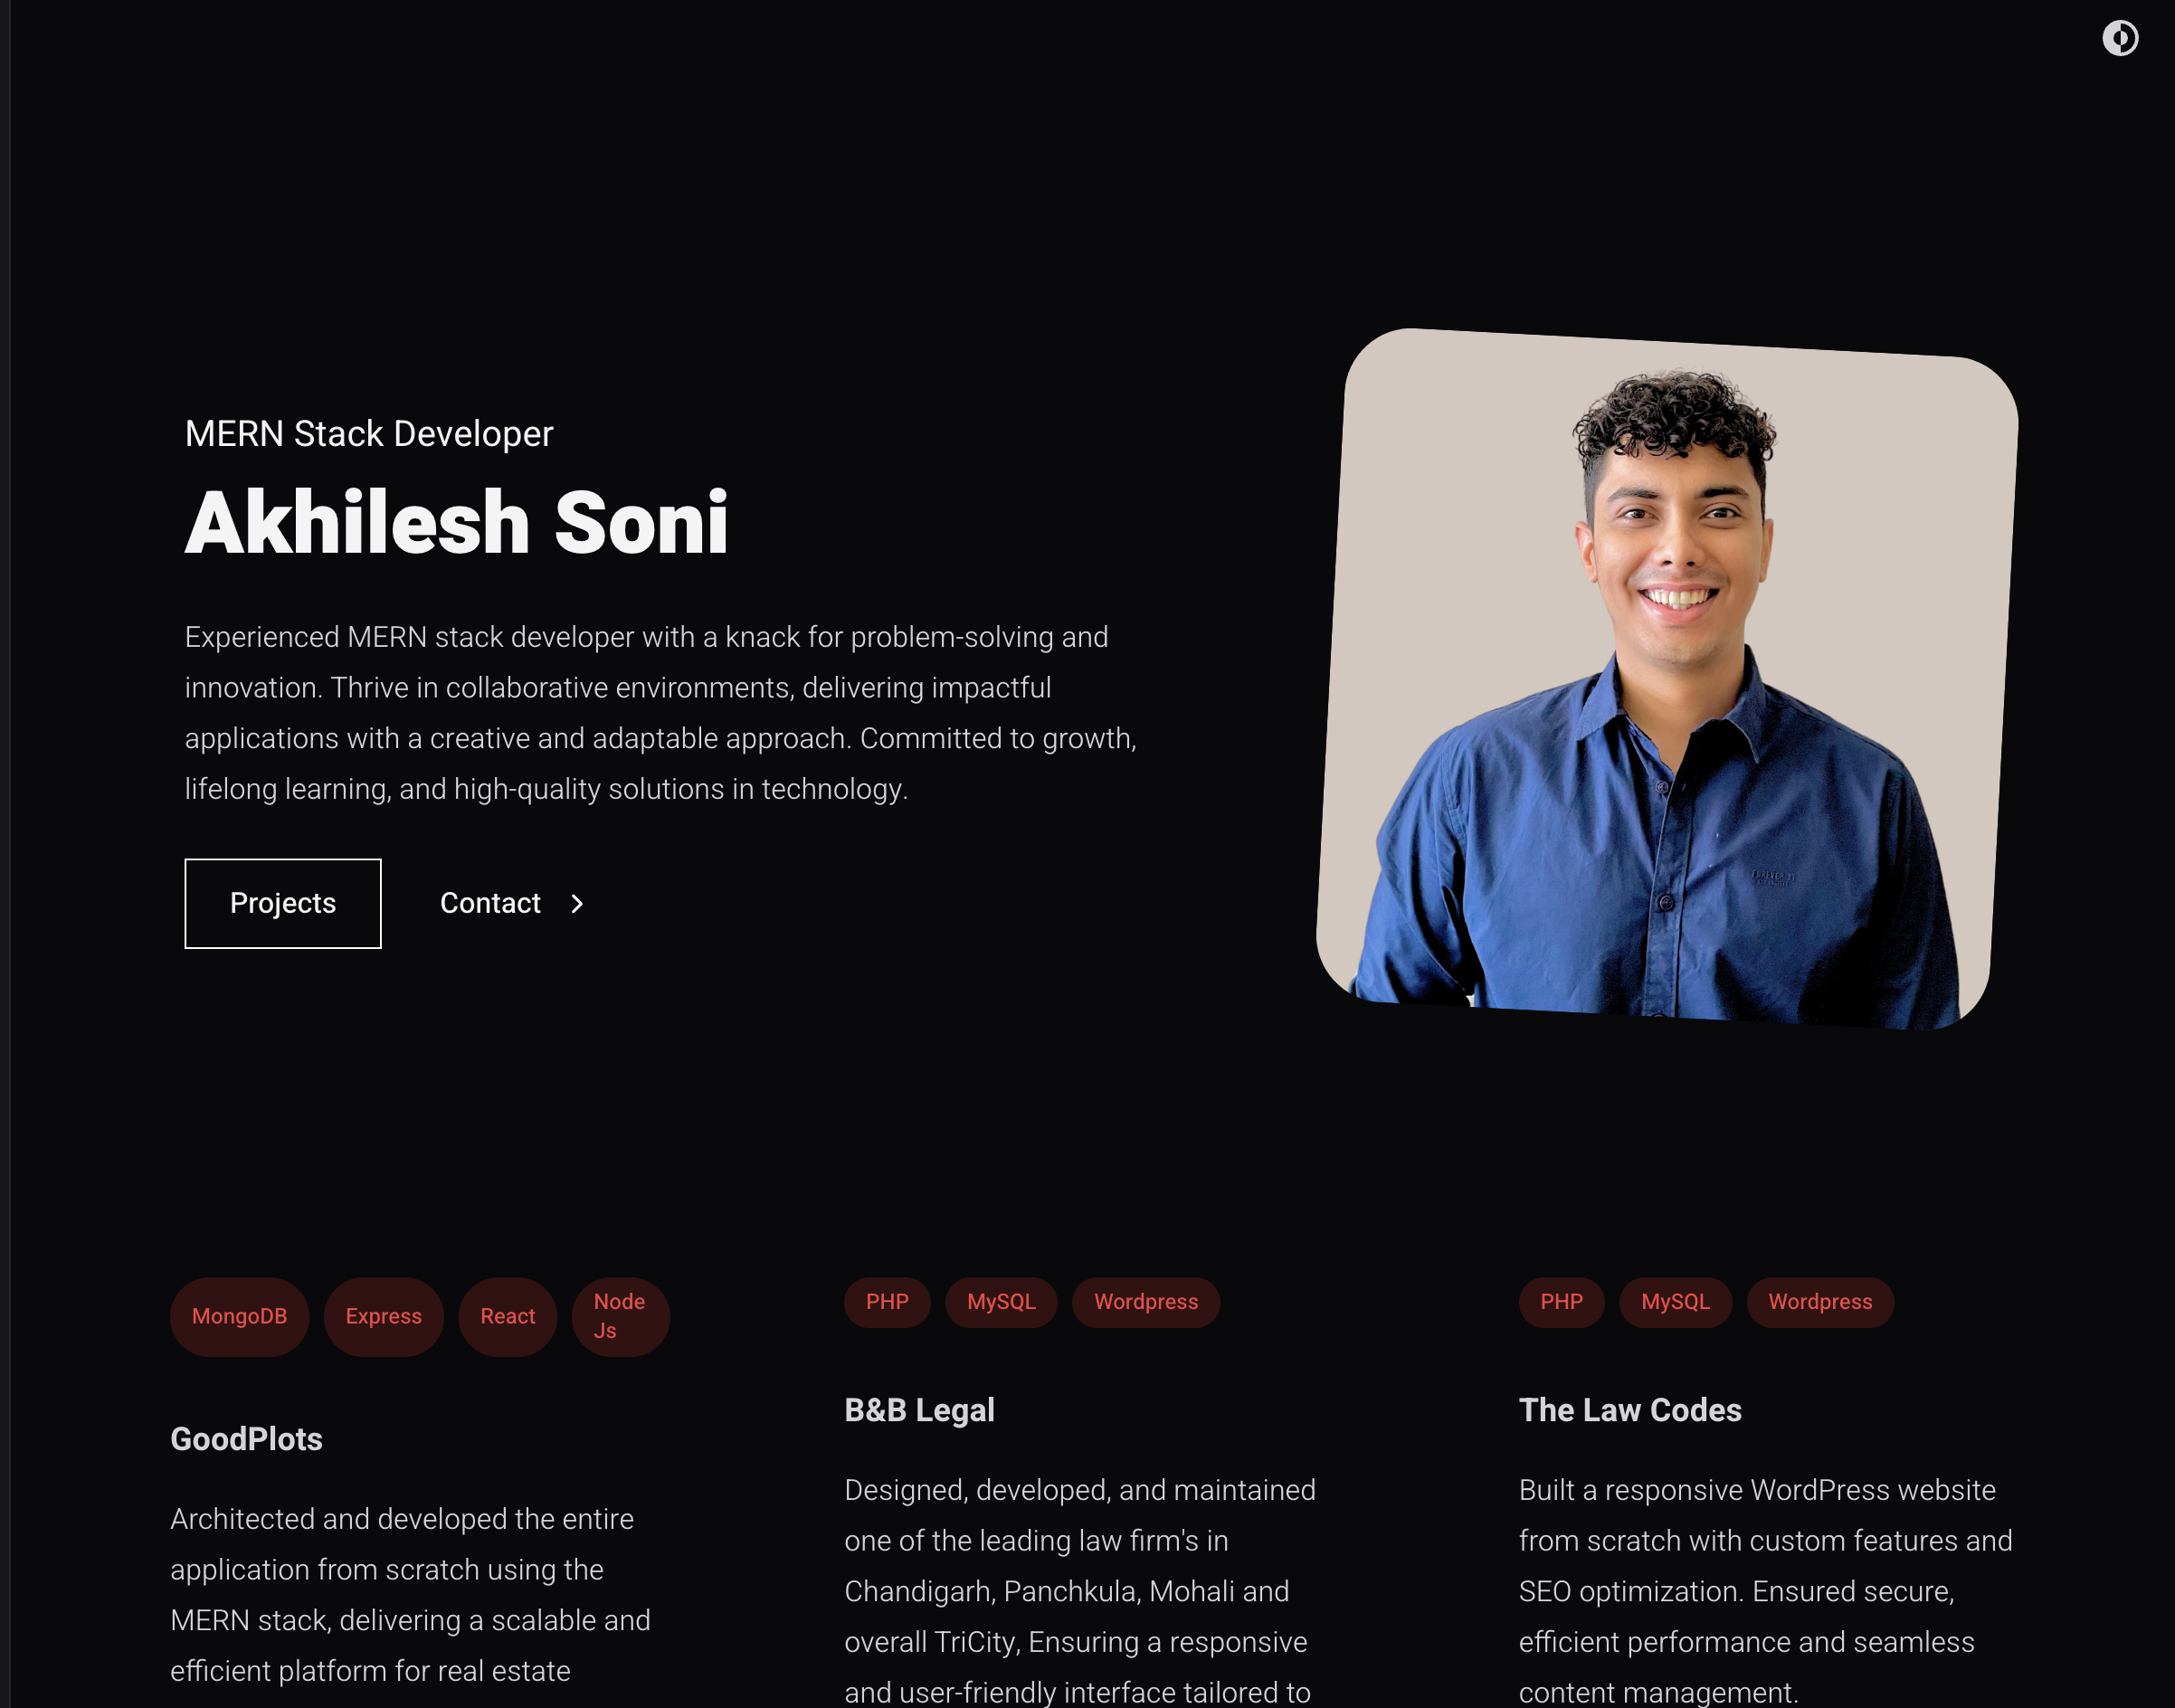 MERN Stack Developer
Akhilesh Soni
Experienced MERN stack developer with a knack for problem-solving and
innovation. Thrive in collaborative environments, delivering impactful
applications with a creative and adaptable approach. Committed to growth,
lifelong learning, and high-quality solutions in technology.
Projects
Contact
MongoDB
Express
React
Node
Js
GoodPlots
Architected and developed the entire
application from scratch using the
MERN stack, delivering a scalable and
efficient platform for real estate
PHP
MySQL
Wordpress
B&B Legal
Designed, developed, and maintained
one of the leading law firm's in
Chandigarh, Panchkula, Mohali and
overall TriCity, Ensuring a responsive
and user-friendly interface tailored to
PHP
MySQL
Wordpress
The Law Codes
Built a responsive WordPress website
from scratch with custom features and
SEO optimization. Ensured secure,
efficient performance and seamless
content management.